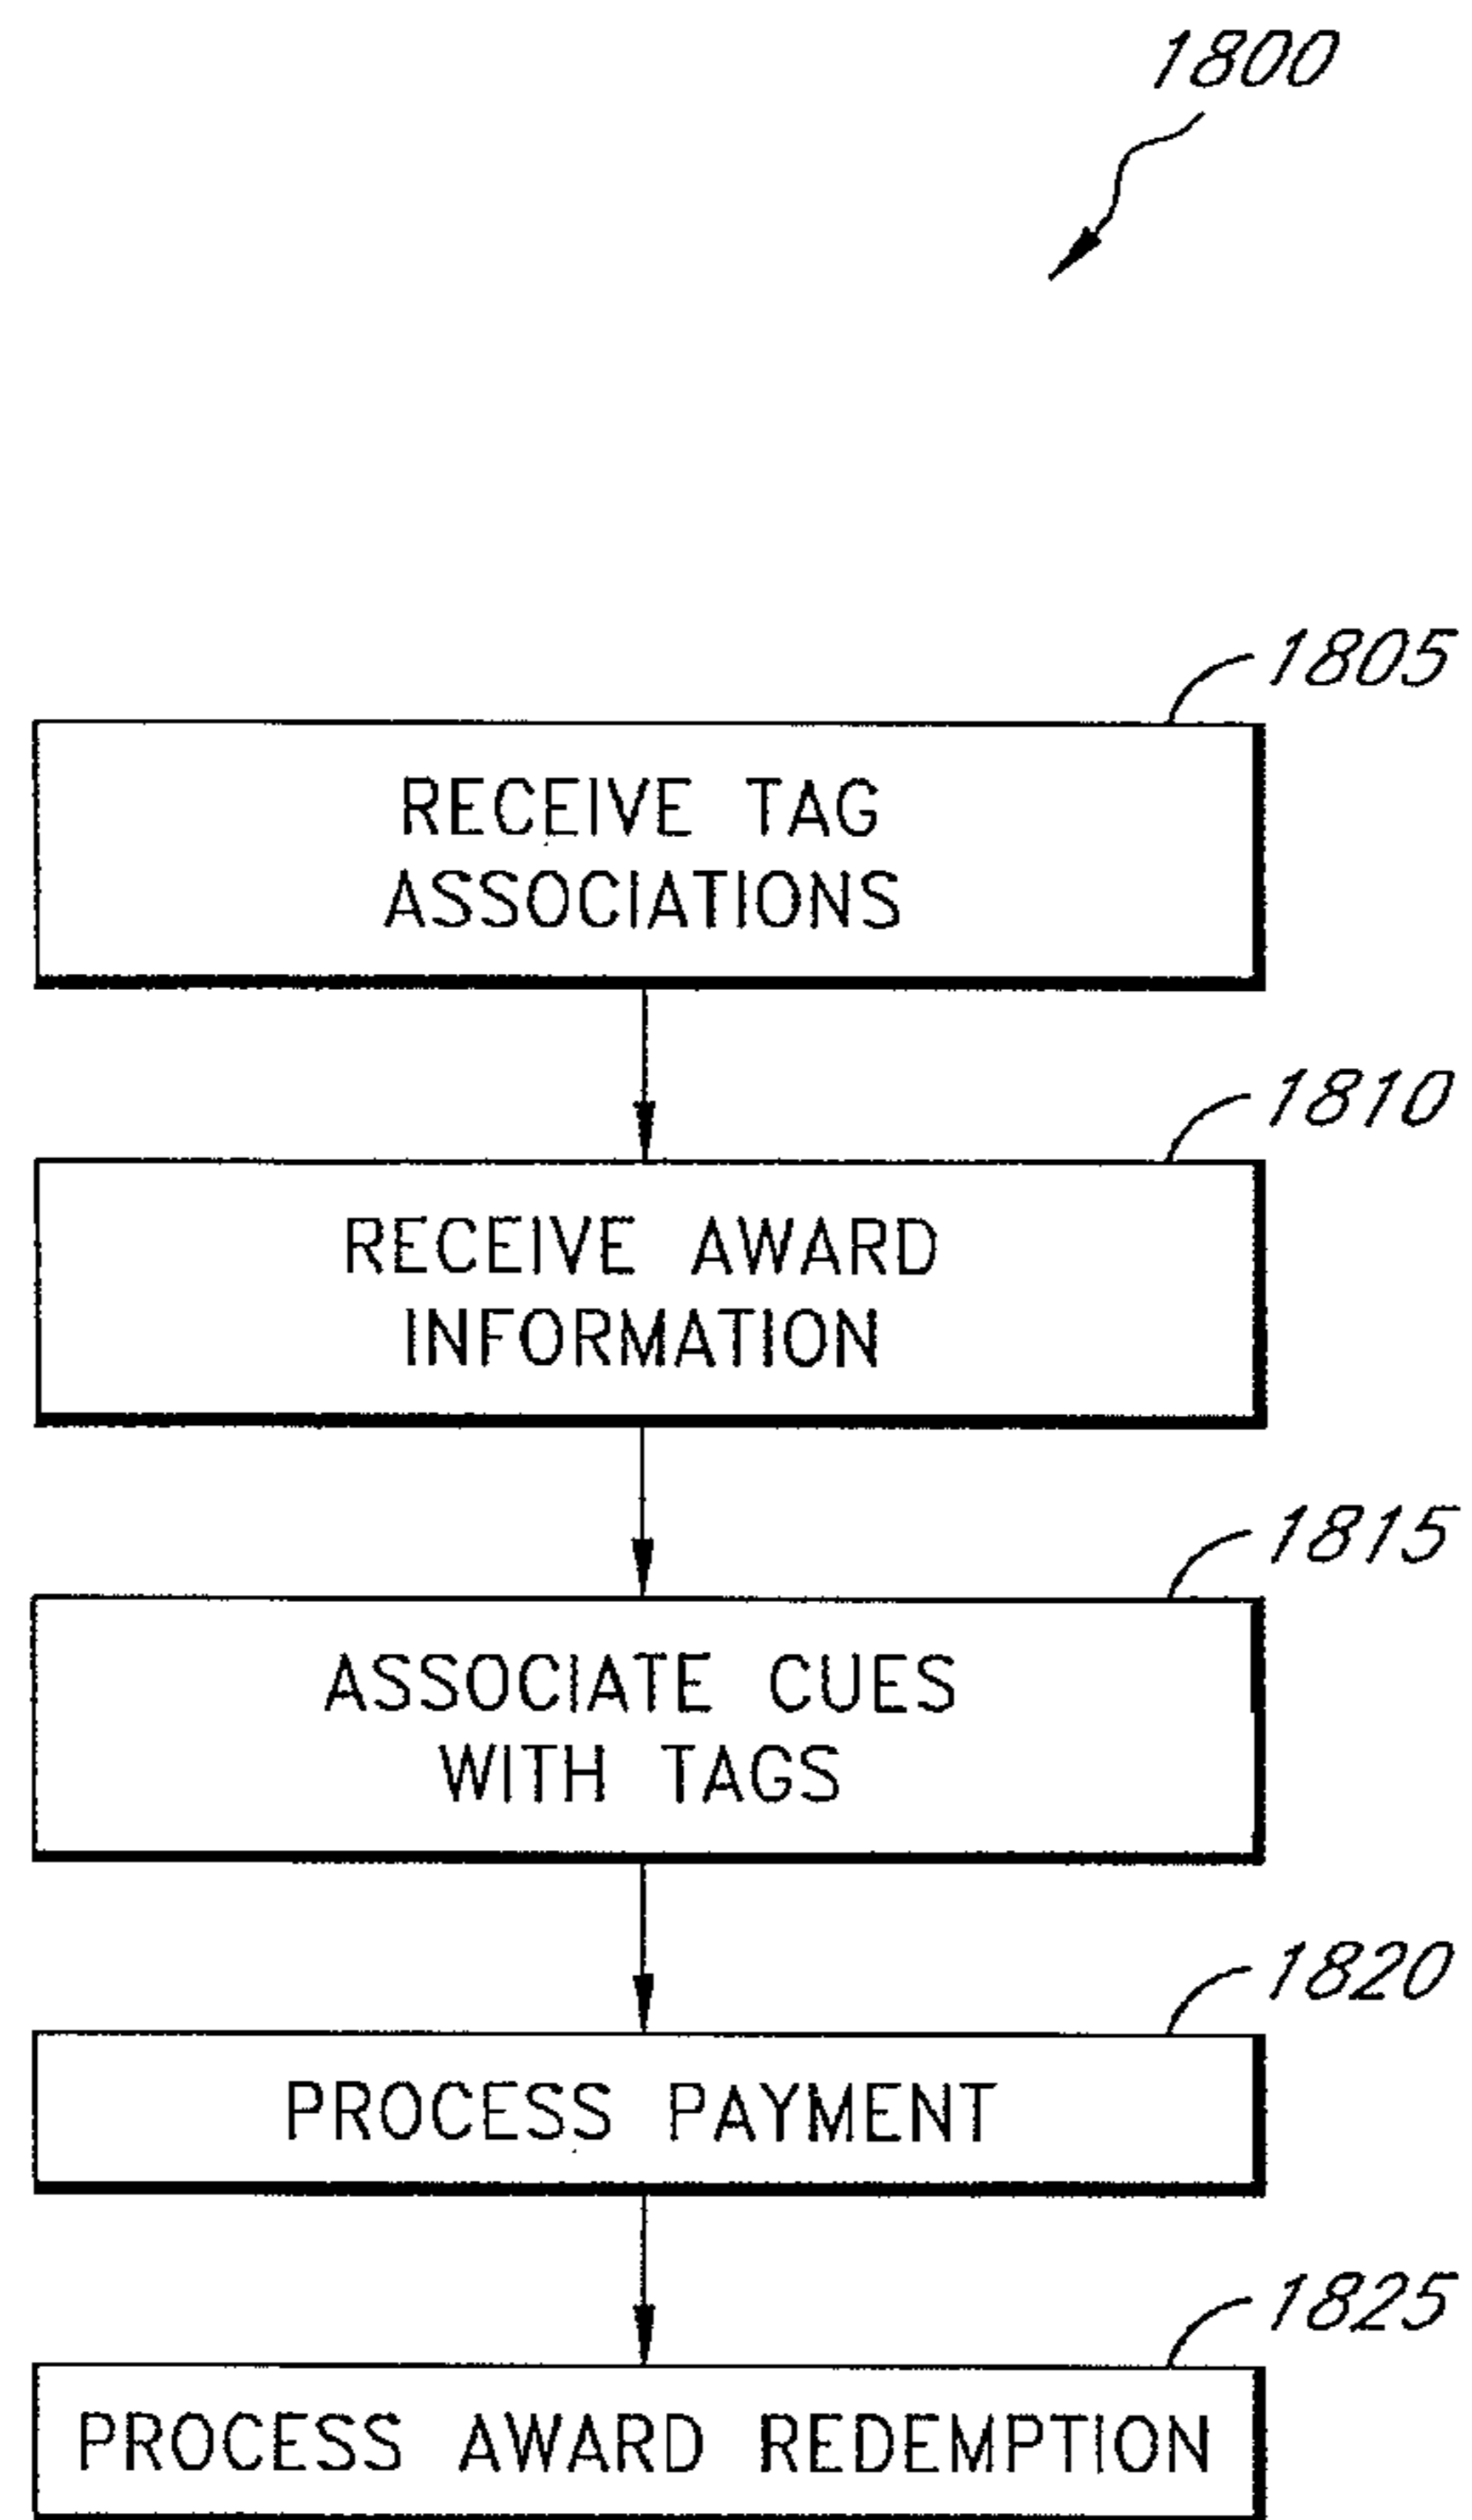 1800
1805
RECEIVE TAG
ASSOCIATIONS
1810
RECEIVE AWARD
INFORMATION
1815
ASSOCIATE CUES
WITH TAGS
1820
PROCESS PAYMENT
1825
PROCESS AWARD REDEMPTION